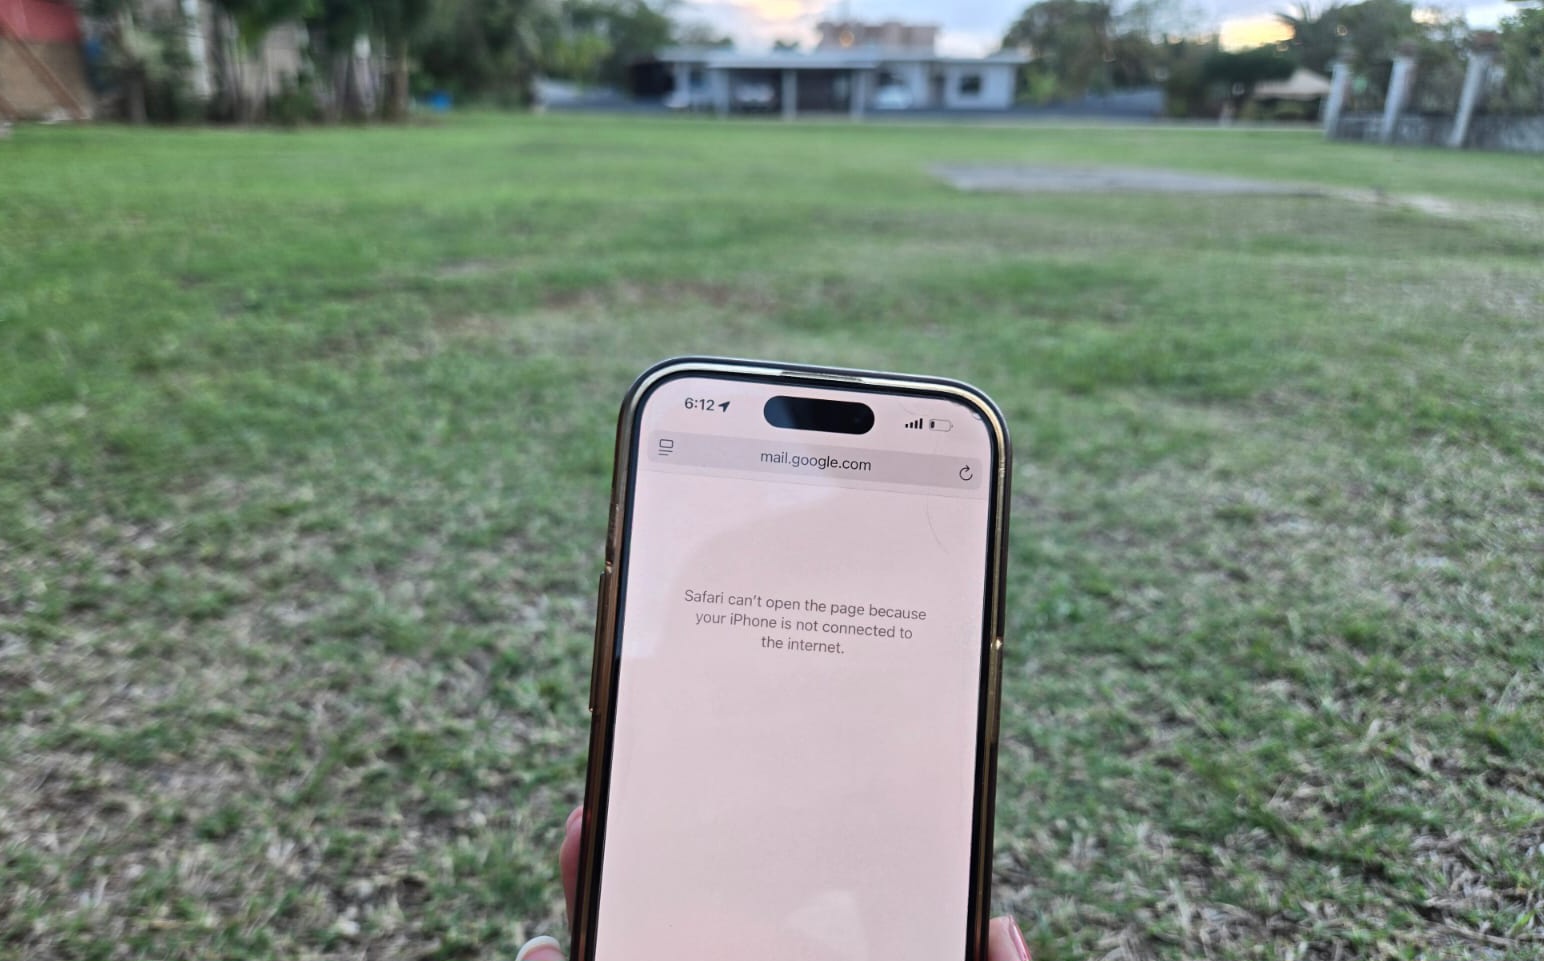 6:12
mail.google.com
Safari can't open the page because
your iPhone is not connected to
the internet.